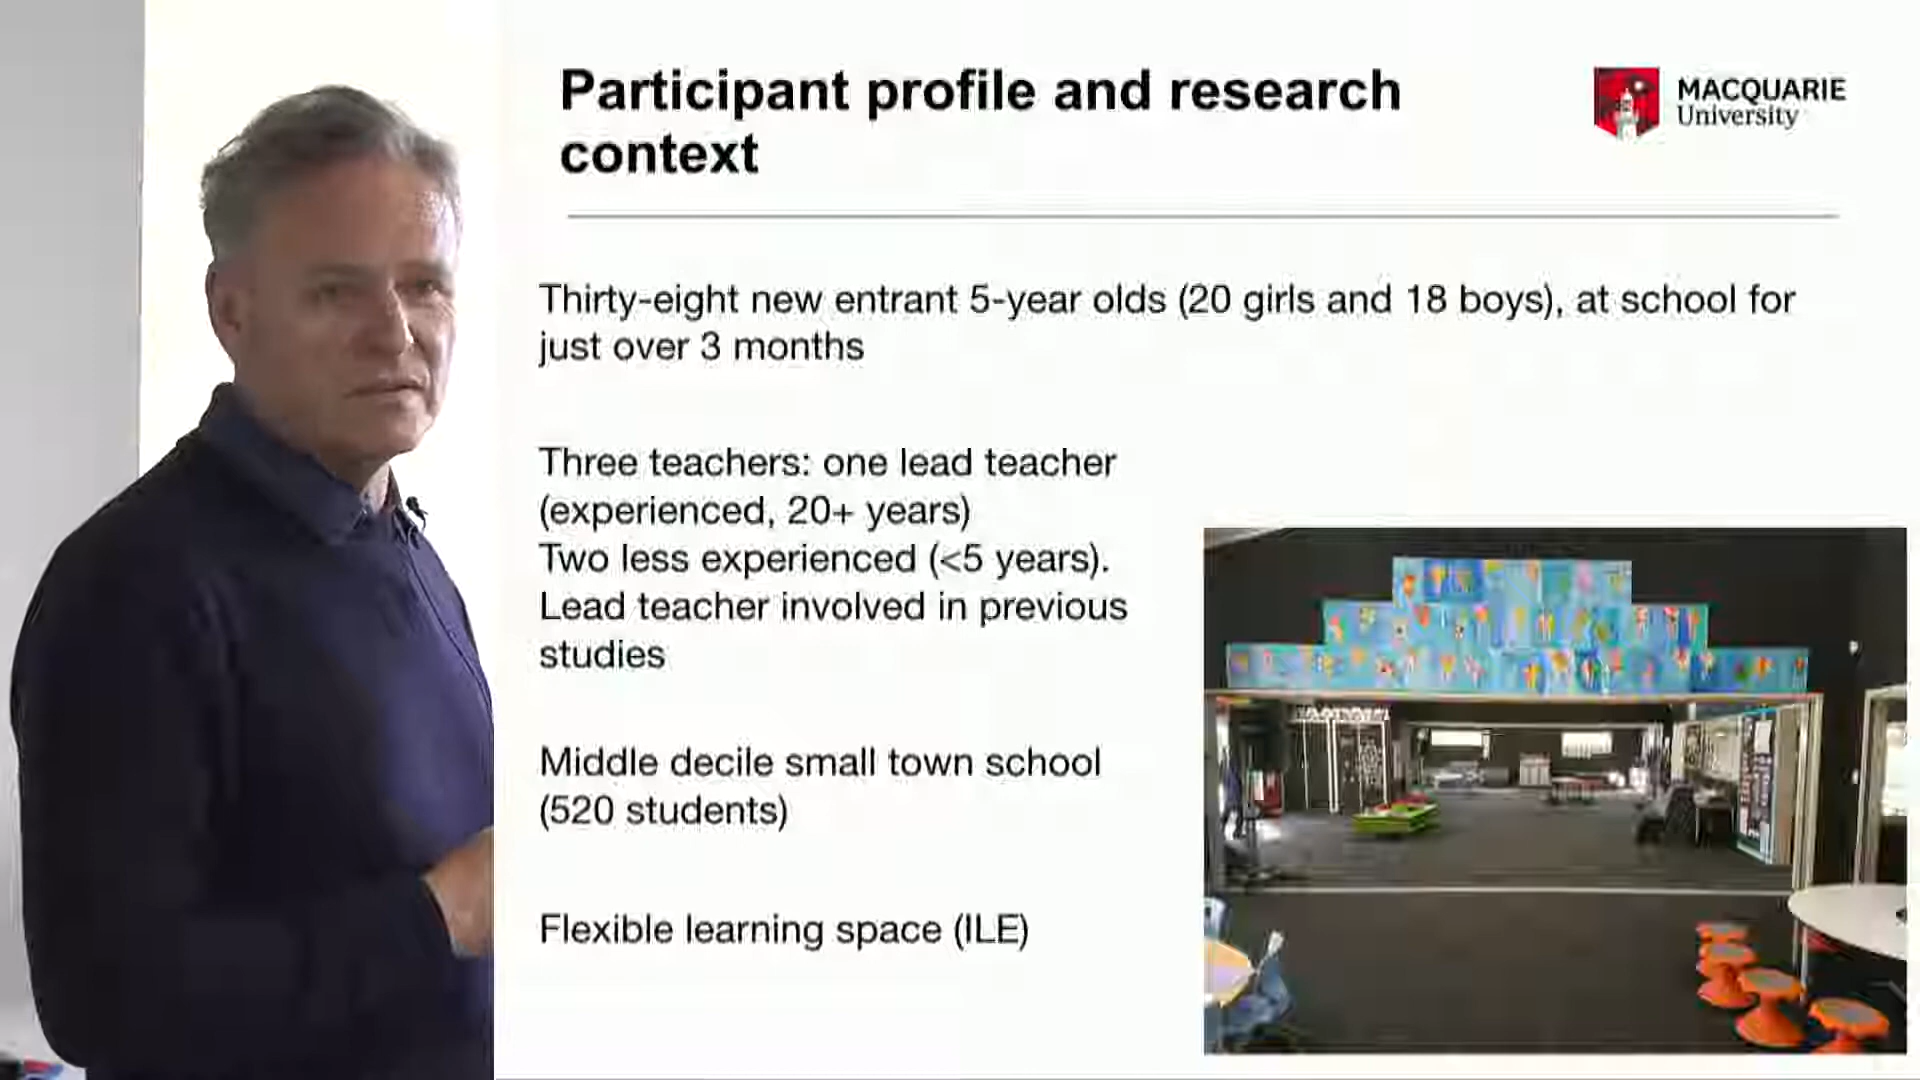 Participant profile and research
context
MACQUARIE
University
Thirty-eight new entrant 5-year olds (20 girls and 18 boys), at school for
just over 3 months
Three teachers: one lead teacher
(experienced, 20+ years)
Two less experienced (<5 years).
Lead teacher involved in previous
studies
Middle decile small town school
(520 students)
Flexible learning space (ILE)